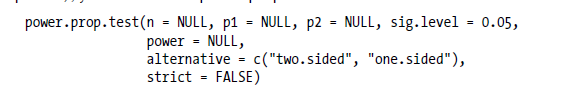 power.prop.test(n = NULL, p1 = NULL, p2 = NULL, sig.level = 0.05,
power = NULL,
alternative = c("two.sided", "one.sided"),
strict = FALSE)